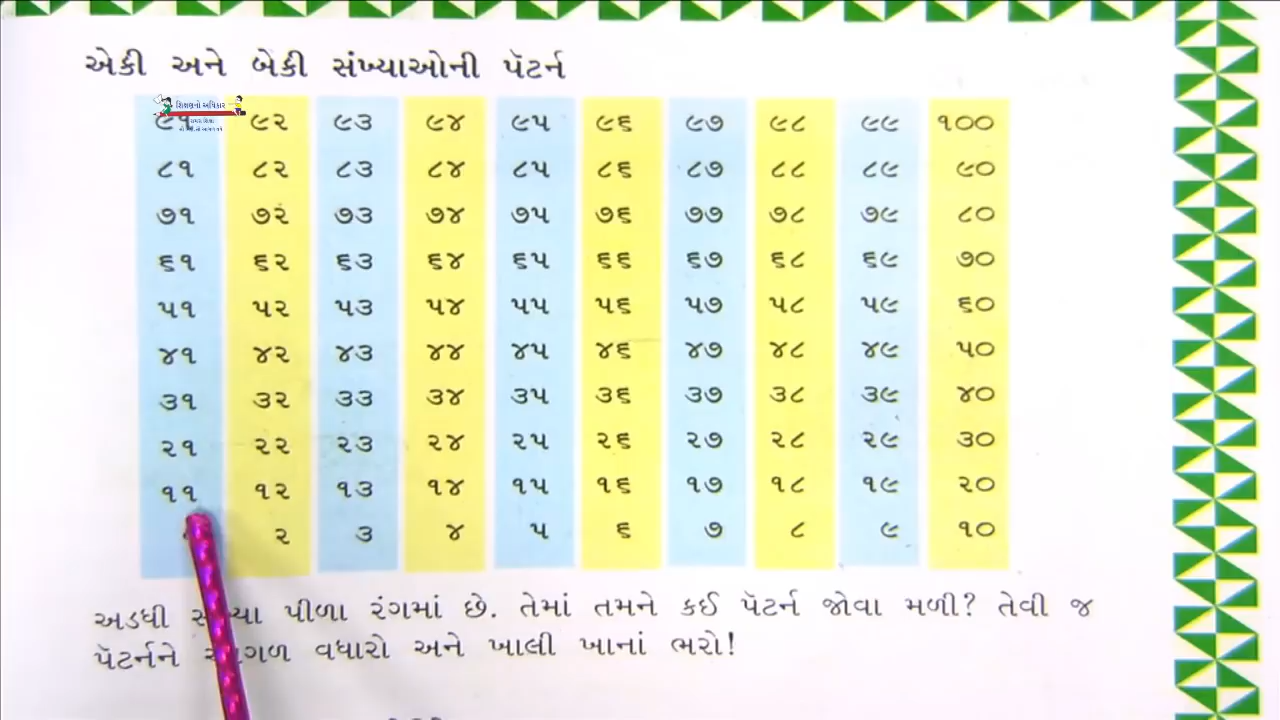 એકી અને બેકી સંખ્યાઓની પૅટર્ન
શિક્ષણનો અધિકાર
૯૨ ૯૩ ૯૪ ૯૫ ૯૬ ૯૭ ૯૮ ૯૯ ૧૦૦
૮૧ ૮૨ ૮૩ ૮૪ ૮૫ ૮૬ ૮૭ ૮૮ ૮૯ ૯૦
૭૧ ૭૨ ૭૩ ૭૪ ૭૫ ૭૬ ૭૭ ૭૮ ૭૯ ૮૦
૬૧ ૬૨ ૬૩ ૬૪ ૬૫ ૬૬ ૬૭ ૬૮ ૬૯ ૭૦
૫૧ ૫૨ ૫૩ ૫૪ ૫૫ ૫૬ ૫૭ ૫૮ ૫૯ ૬૦
૪૧ ૪૨ ૪૩ ૪૪ ૪૫ ૪૬ ૪૭ ૪૮ ૪૯ ૫૦
૩૧ ૩૨ ૩૩ ૩૪ ૩૫ ૩૬ ૩૭ ૩૮ ૩૯ ૪૦
૨૧ ૨૨ ૨૩ ૨૪ ૨૫ ૨૬ ૨૭ ૨૮ ૨૯ ૩૦
૧૧ ૧૨ ૧૩ ૧૪ ૧૫ ૧૬ ૧૭ ૧૮ ૧૯ ૨૦
૨ ૩ ૪ ૫ ૬ ૭ ૮ ૯ ૧૦
અડધી પીળા રંગમાં છે. તેમાં તમને કઈ પૅટર્ન જોવા મળી? તેવી જ
પૅટર્નને વધારો અને ખાલી ખાનાં ભરો!